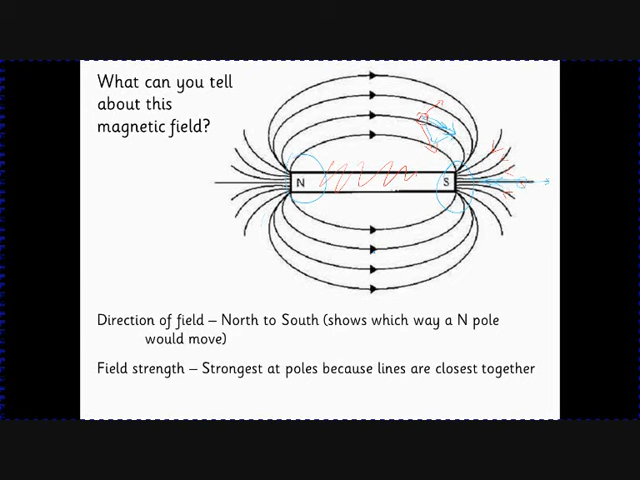 What can you tell
about this
magnetic field?
N
S
Direction of field – North to South (shows which way a N pole
would move)
Field strength – Strongest at poles because lines are closest together